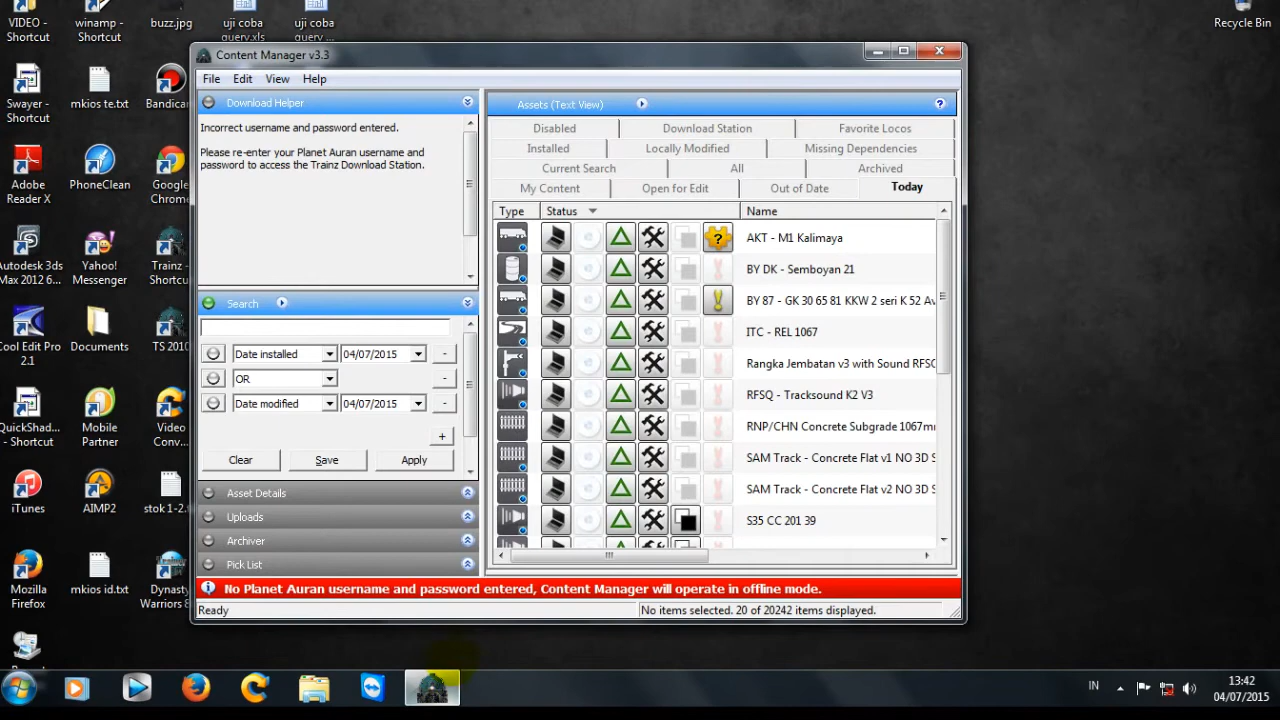 VIDEO -
Shortcut
winamp -
Shortcut
buzz.jpg
uji coba
query.xls
uji coba
query ...
Recycle Bin
Swayer -
Shortcut
mkios te.txt
Bandicam
Adobe
Reader X
PhoneClean
Google
Chrome
Autodesk 3ds
Max 2012 6...
Yahoo!
Messenger
Trainz -
Shortcut
Cool Edit Pro
2.1
Documents
TS 2010
QuickShad...
- Shortcut
Mobile
Partner
Video
Conv...
iTunes
AIMP2
stok 1-2.t
Mozilla
Firefox
mkios id.txt
Dynasty
Warriors 8
Content Manager v3.3
File Edit View Help
Download Helper
Incorrect username and password entered.
Please re-enter your Planet Auran username and
password to access the Trainz Download Station.
Search
Date installed 04/07/2015 -
OR -
Date modified 04/07/2015 -
+
Clear Save Apply
Asset Details
Uploads
Archiver
Pick List
Assets (Text View) ?
Disabled Download Station Favorite Locos
Installed Locally Modified Missing Dependencies
Current Search All Archived
My Content Open for Edit Out of Date Today
Type Status Name
AKT - M1 Kalimaya
BY DK - Semboyan 21
BY 87 - GK 30 65 81 KKW 2 seri K 52 Av
ITC - REL 1067
Rangka Jembatan v3 with Sound RFSQ
RFSQ - Tracksound K2 V3
RNP/CHN Concrete Subgrade 1067m
SAM Track - Concrete Flat v1 NO 3D S
SAM Track - Concrete Flat v2 NO 3D S
S35 CC 201 39
No Planet Auran username and password entered, Content Manager will operate in offline mode.
Ready No items selected. 20 of 20242 items displayed.
IN
13:42
04/07/2015